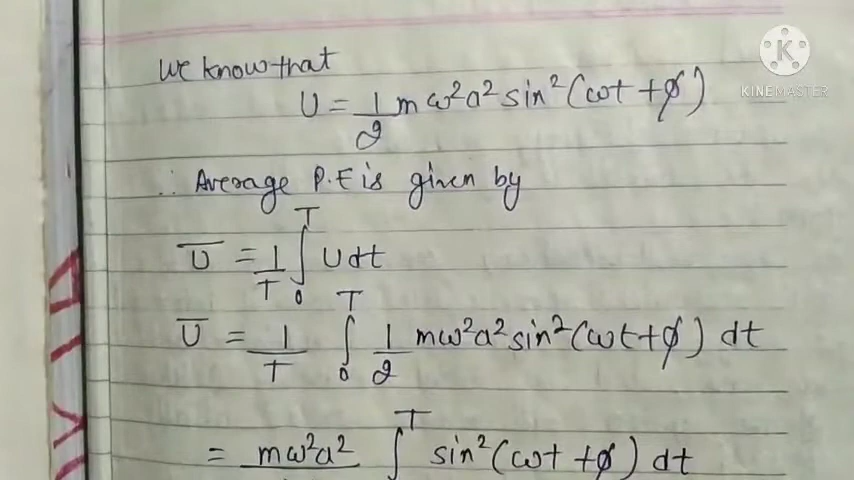 We know that
U = 1/2 mω²a² sin² (ωt + ϕ)
∴ Average P.E is given by
U̅ = 1/T ∫₀ᵀ U dt
U̅ = 1/T ∫₀ᵀ 1/2 mω²a² sin² (ωt + ϕ) dt
= mω²a² ∫ᵀ sin² (ωt + ϕ) dt
KINEMASTER